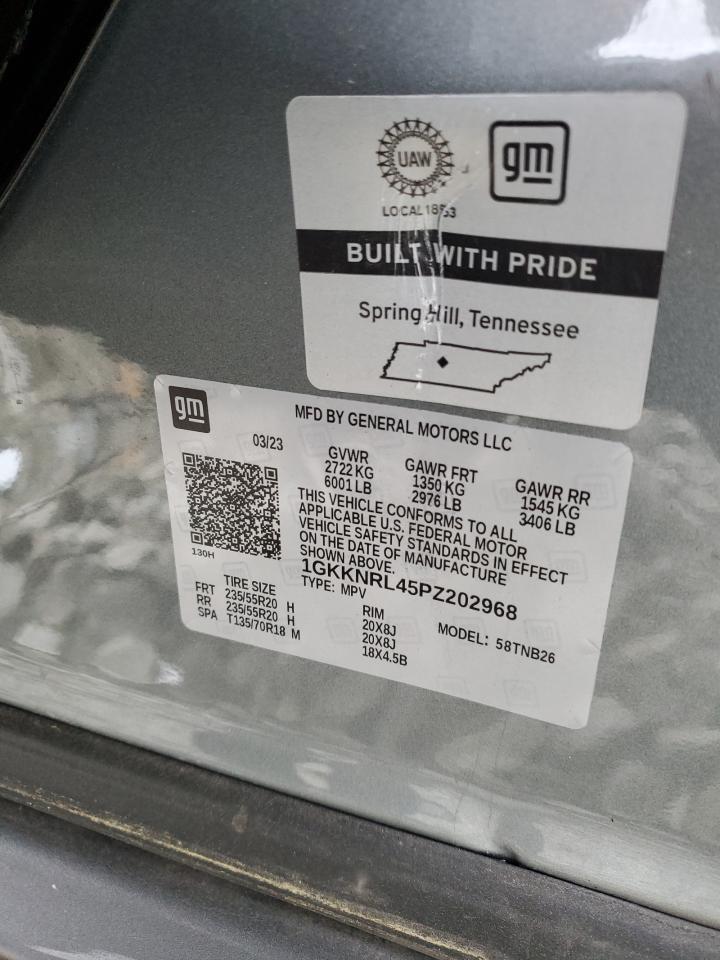 UAW
gm
LOCAL 1853
BUILT WITH PRIDE
Spring Hill, Tennessee
gm
MFD BY GENERAL MOTORS LLC
03/23
GVWR GAWR FRT GAWR RR
2722 KG 1350 KG 1545 KG
6001 LB 2976 LB 3406 LB
THIS VEHICLE CONFORMS TO ALL
APPLICABLE U.S. FEDERAL MOTOR
VEHICLE SAFETY STANDARDS IN EFFECT
ON THE DATE OF MANUFACTURE
SHOWN ABOVE.
130H
1GKKNRL45PZ202968
TYPE: MPV
TIRE SIZE RIM
FRT 235/55R20 H 20X8J
RR 235/55R20 H 20X8J
SPA T135/70R18 M 18X4.5B
MODEL: 58TNB26